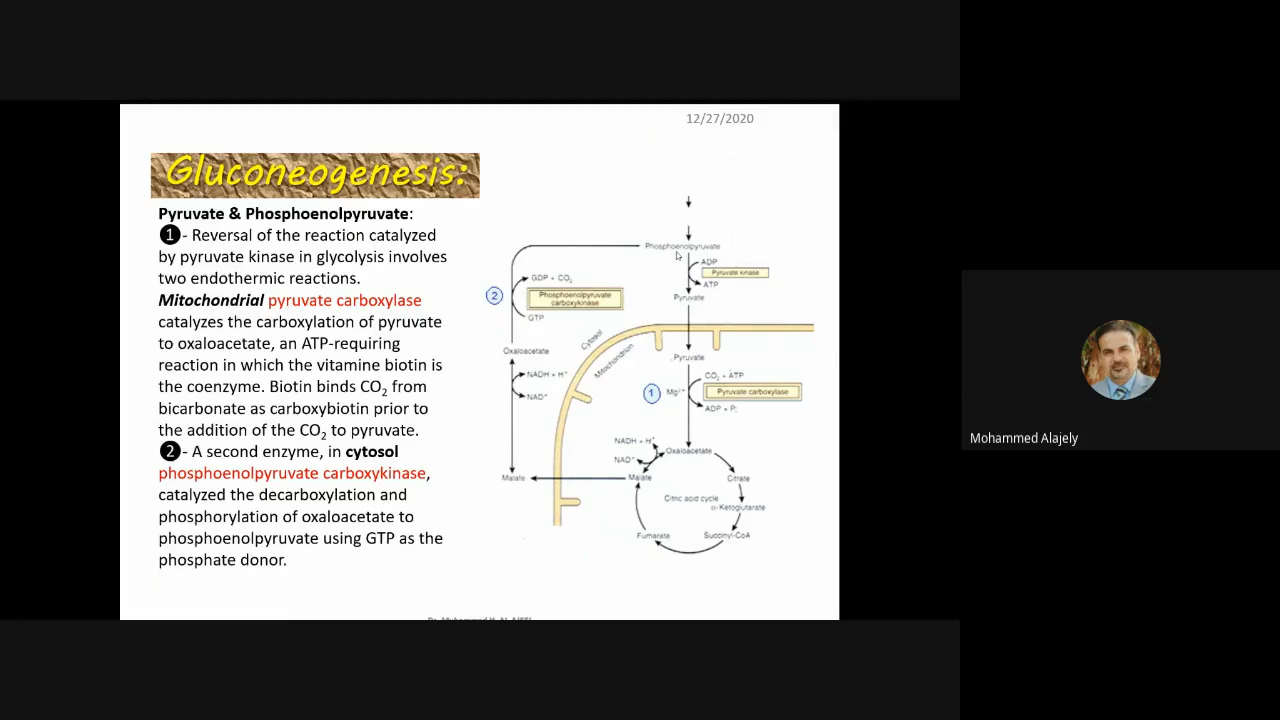 12/27/2020
Gluconeogenesis:
Pyruvate & Phosphoenolpyruvate:
❶- Reversal of the reaction catalyzed
by pyruvate kinase in glycolysis involves
two endothermic reactions.
Mitochondrial pyruvate carboxylase
catalyzes the carboxylation of pyruvate
to oxaloacetate, an ATP-requiring
reaction in which the vitamine biotin is
the coenzyme. Biotin binds CO₂ from
bicarbonate as carboxybiotin prior to
the addition of the CO₂ to pyruvate.
❷- A second enzyme, in cytosol
phosphoenolpyruvate carboxykinase,
catalyzed the decarboxylation and
phosphorylation of oxaloacetate to
phosphoenolpyruvate using GTP as the
phosphate donor.
Phosphoenolpyruvate
ADP
Pyruvate kinase
ATP
Pyruvate
GDP + CO₂
2
Phosphoenolpyruvate
carboxykinase
GTP
Cytosol
Mitochondrion
Oxaloacetate
NADH + H⁺
NAD⁺
Malate
Pyruvate
CO₂ + ATP
1
Mg²⁺
Pyruvate carboxylase
ADP + Pᵢ
NADH + H⁺
NAD⁺
Oxaloacetate
Malate
Citrate
Citric acid cycle
α-Ketoglutarate
Fumarate
Succinyl-CoA
Mohammed Alajely